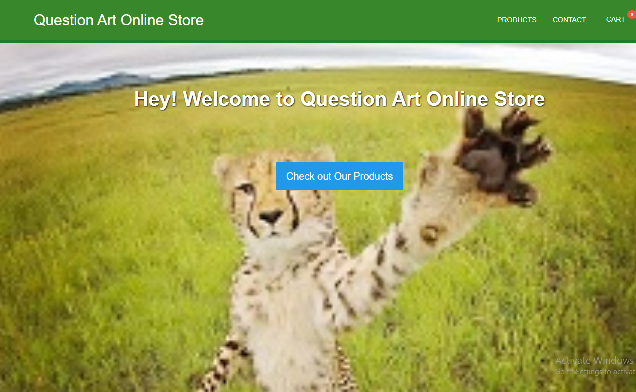 Question Art Online Store
PRODUCTS
CONTACT
CART
Hey! Welcome to Question Art Online Store
Check out Our Products
Activate Windows